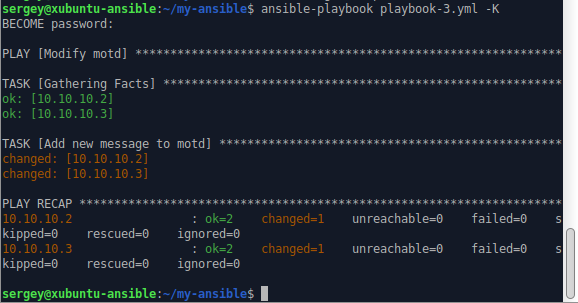 sergey@xubuntu-ansible:~/my-ansible$ ansible-playbook playbook-3.yml -K
BECOME password:
PLAY [Modify motd] *********************************************************
TASK [Gathering Facts] *****************************************************
ok: [10.10.10.2]
ok: [10.10.10.3]
TASK [Add new message to motd] *********************************************
changed: [10.10.10.2]
changed: [10.10.10.3]
PLAY RECAP *****************************************************************
10.10.10.2                 : ok=2    changed=1    unreachable=0    failed=0    s
kipped=0    rescued=0    ignored=0
10.10.10.3                 : ok=2    changed=1    unreachable=0    failed=0    s
kipped=0    rescued=0    ignored=0
sergey@xubuntu-ansible:~/my-ansible$